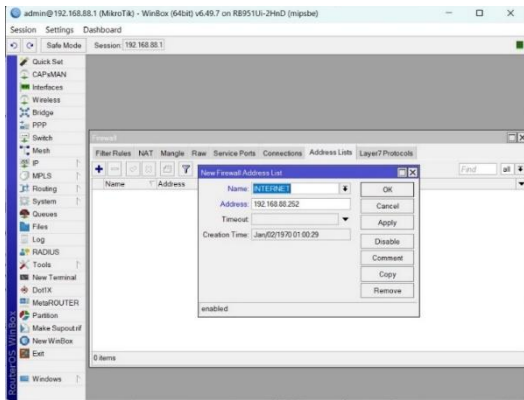 admin@192.168.88.1 (MikroTik) - WinBox (64bit) v6.49.7 on RB951Ui-2HnD (mipsbe)
Session Settings Dashboard
Safe Mode Session: 192.168.88.1
Quick Set
CAPsMAN
Interfaces
Wireless
Bridge
PPP
Switch
Mesh
IP
MPLS
Routing
System
Queues
Files
Log
RADIUS
Tools
New Terminal
Dot1X
MetaROUTER
Partition
Make Supout.rif
New WinBox
Exit
Windows
RouterOS WinBox
Firewall
Filter Rules NAT Mangle Raw Service Ports Connections Address Lists Layer7 Protocols
Find all
Name Address
New Firewall Address List
Name: INTERNET
Address: 192.168.88.252
Timeout:
Creation Time: Jan/02/1970 01:00:29
OK
Cancel
Apply
Disable
Comment
Copy
Remove
enabled
0 items